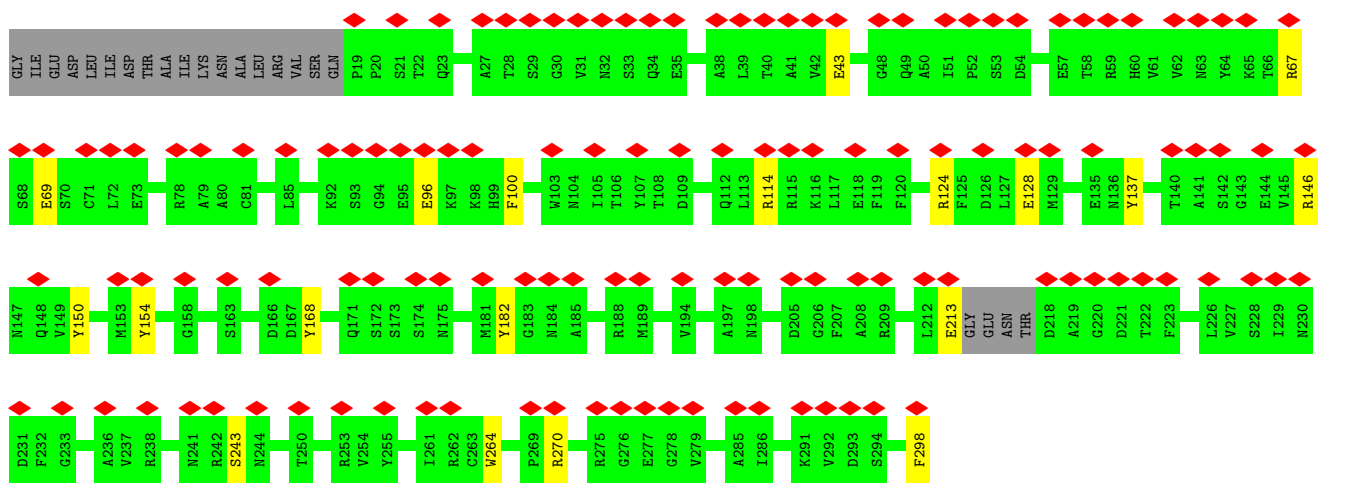 GLY ILE GLU ASP LEU ILE ASP THR ALA ILE LYS ASN ALA LEU ARG VAL SER GLN P19 P20 S21 T22 Q23 A27 T28 S29 G30 V31 N32 S33 Q34 E35 A38 L39 T40 A41 V42 E43 G48 Q49 A50 I51 P52 S53 D54 E57 T58 R59 H60 V61 V62 N63 Y64 K65 T66 R67
S68 E69 S70 C71 L72 E73 R78 A79 A80 C81 L85 K92 S93 G94 E95 E96 K97 K98 H99 F100 W103 N104 I105 T106 Y107 T108 D109 Q112 L113 R114 R115 K116 L117 E118 F119 F120 R124 F125 D126 L127 E128 M129 E135 N136 Y137 T140 A141 S142 G143 E144 V145 R146
N147 Q148 V149 Y150 M153 Y154 G158 S163 D166 D167 Y168 Q171 S172 S173 S174 N175 M181 Y182 G183 N184 A185 R188 M189 V194 A197 N198 D205 G206 F207 A208 R209 L212 E213 GLY GLU ASN THR D218 A219 G220 D221 T222 F223 L226 V227 S228 I229 N230
D231 F232 G233 A236 V237 R238 N241 R242 S243 N244 T250 R253 V254 Y255 I261 R262 C263 W264 P269 R270 R275 G276 E277 G278 V279 A285 I286 K291 V292 D293 S294 F298